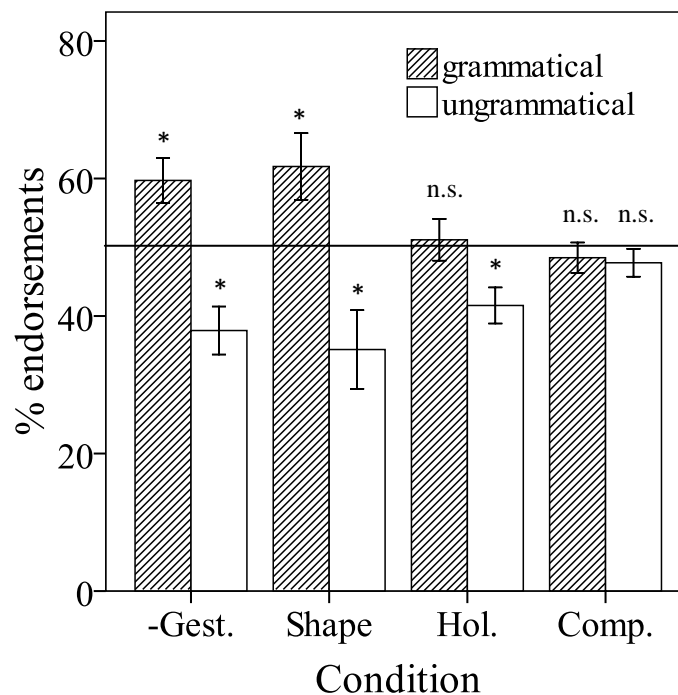 80
60
40
20
0
% endorsements
grammatical
ungrammatical
*
*
*
*
n.s.
*
n.s.
n.s.
-Gest.
Shape
Hol.
Comp.
Condition